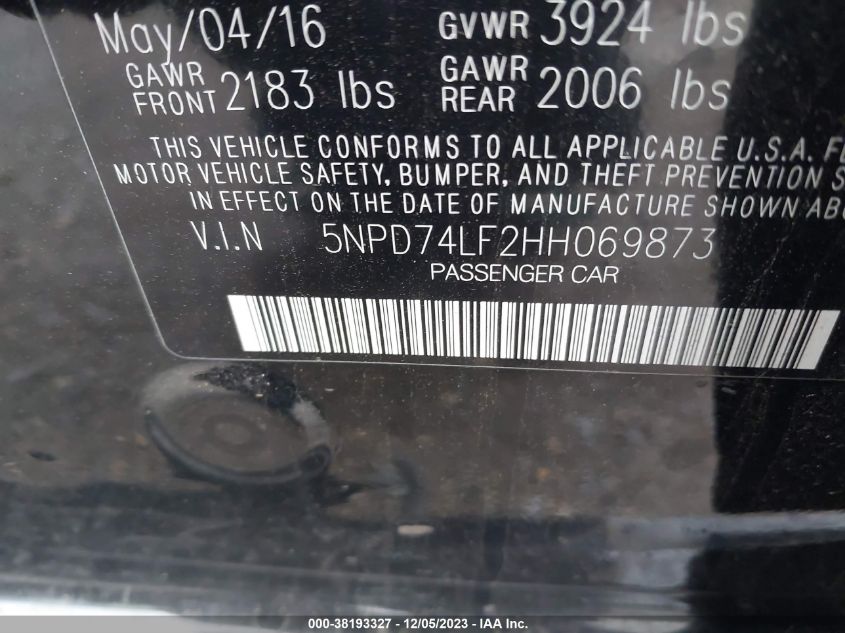 May/04/16 GVWR 3924 lbs
GAWR FRONT 2183 lbs GAWR REAR 2006 lbs
THIS VEHICLE CONFORMS TO ALL APPLICABLE U.S.A.
MOTOR VEHICLE SAFETY, BUMPER, AND THEFT PREVENTION
IN EFFECT ON THE DATE OF MANUFACTURE SHOWN
V.I.N 5NPD74LF2HH069873
PASSENGER CAR
000-38193327 - 12/05/2023 - IAA Inc.